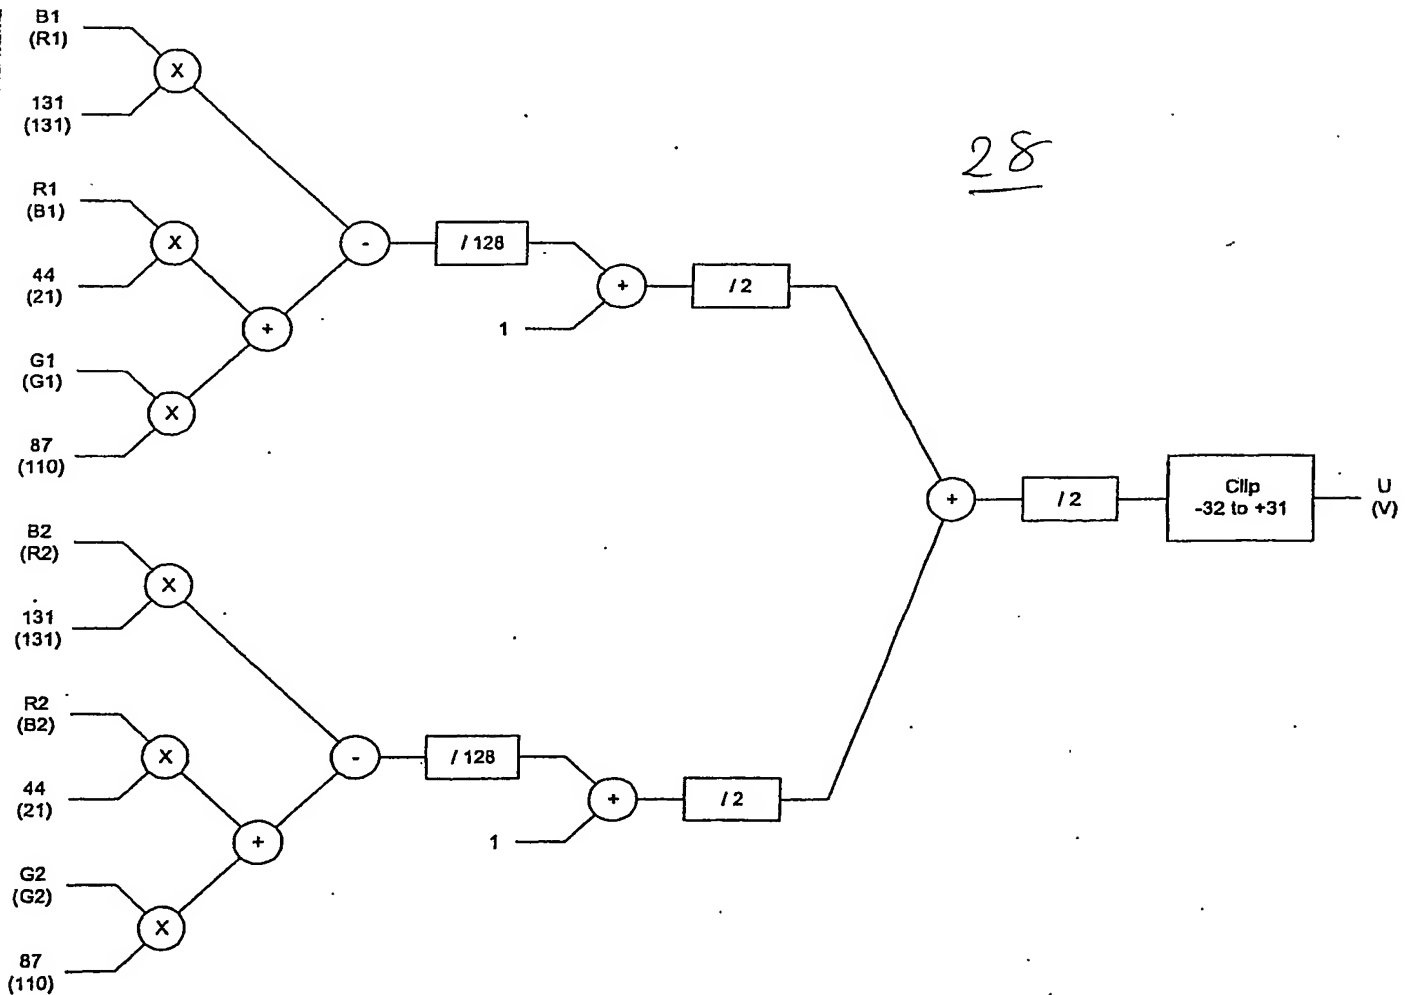 B1
(R1)
X
131
(131)
28
R1
(B1)
X
44
(21)
-
/ 128
+
/ 2
1
+
G1
(G1)
X
87
(110)
+
/ 2
Clip
-32 to +31
U
(V)
B2
(R2)
X
131
(131)
R2
(B2)
X
44
(21)
-
/ 128
+
/ 2
1
+
G2
(G2)
X
87
(110)